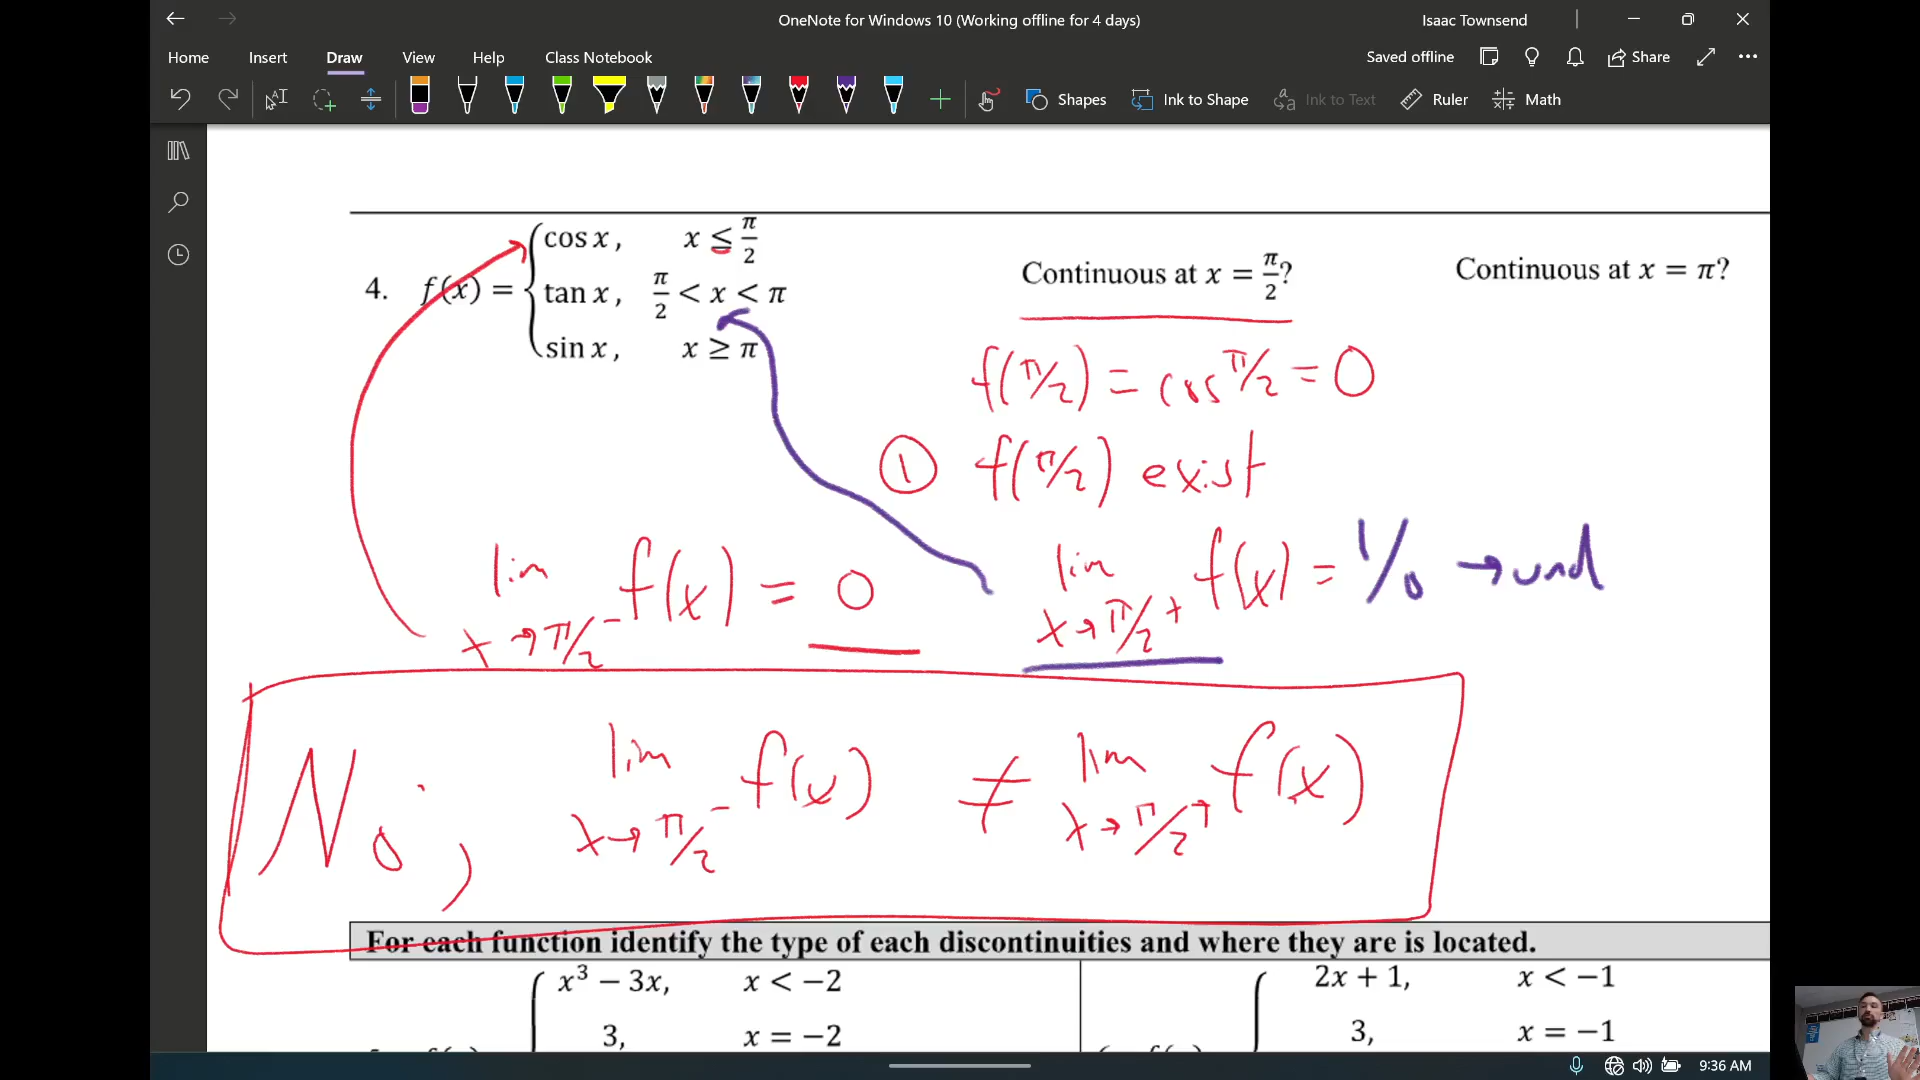 OneNote for Windows 10 (Working offline for 4 days)
Isaac Townsend
Home Insert Draw View Help Class Notebook
Saved offline Share
Shapes Ink to Shape Ink to Text Ruler Math
4. f(x) = { cos x, x ≤ π/2
tan x, π/2 < x < π
sin x, x ≥ π
Continuous at x = π/2?
Continuous at x = π?
f(π/2) = cos π/2 = 0
① f(π/2) exist
lim x→π/2⁻ f(x) = 0
lim x→π/2⁺ f(x) = 1/0 → und
No; lim x→π/2⁻ f(x) ≠ lim x→π/2⁺ f(x)
For each function identify the type of each discontinuities and where they are is located.
x³ − 3x, x < −2
3, x = −2
2x + 1, x < −1
3, x = −1
9:36 AM